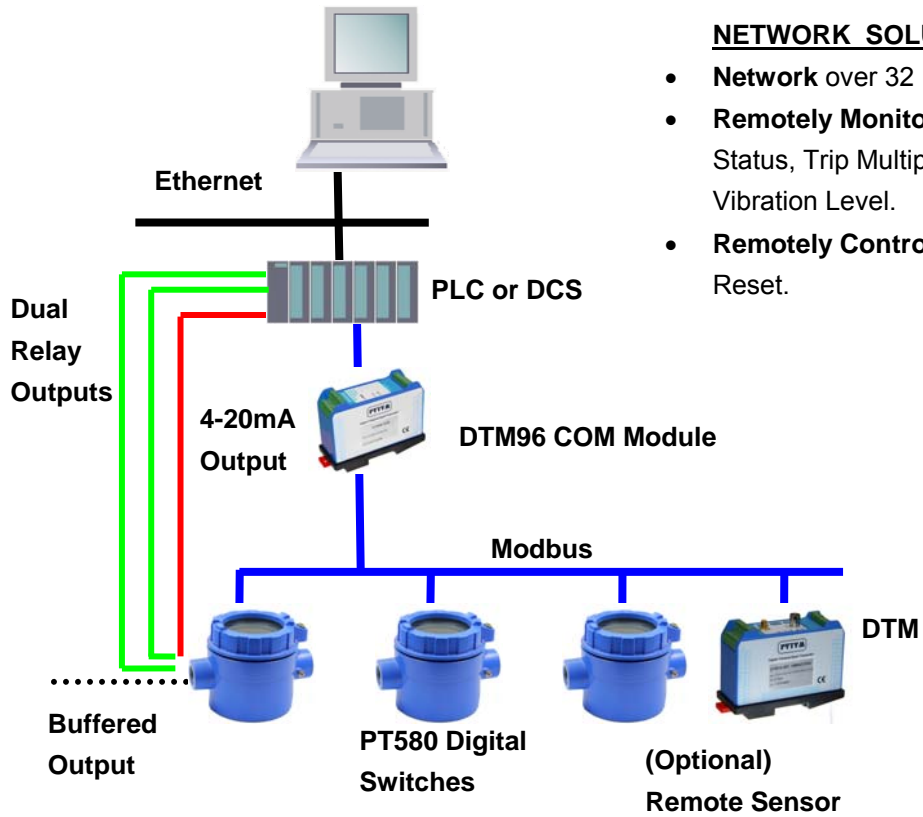 NETWORK SOLU
• Network over 32
• Remotely Monito
Status, Trip Multip
Vibration Level.
• Remotely Contro
Reset.
Ethernet
PLC or DCS
Dual
Relay
Outputs
4-20mA
Output
DTM96 COM Module
Modbus
DTM
Buffered
Output
PT580 Digital
Switches
(Optional)
Remote Sensor